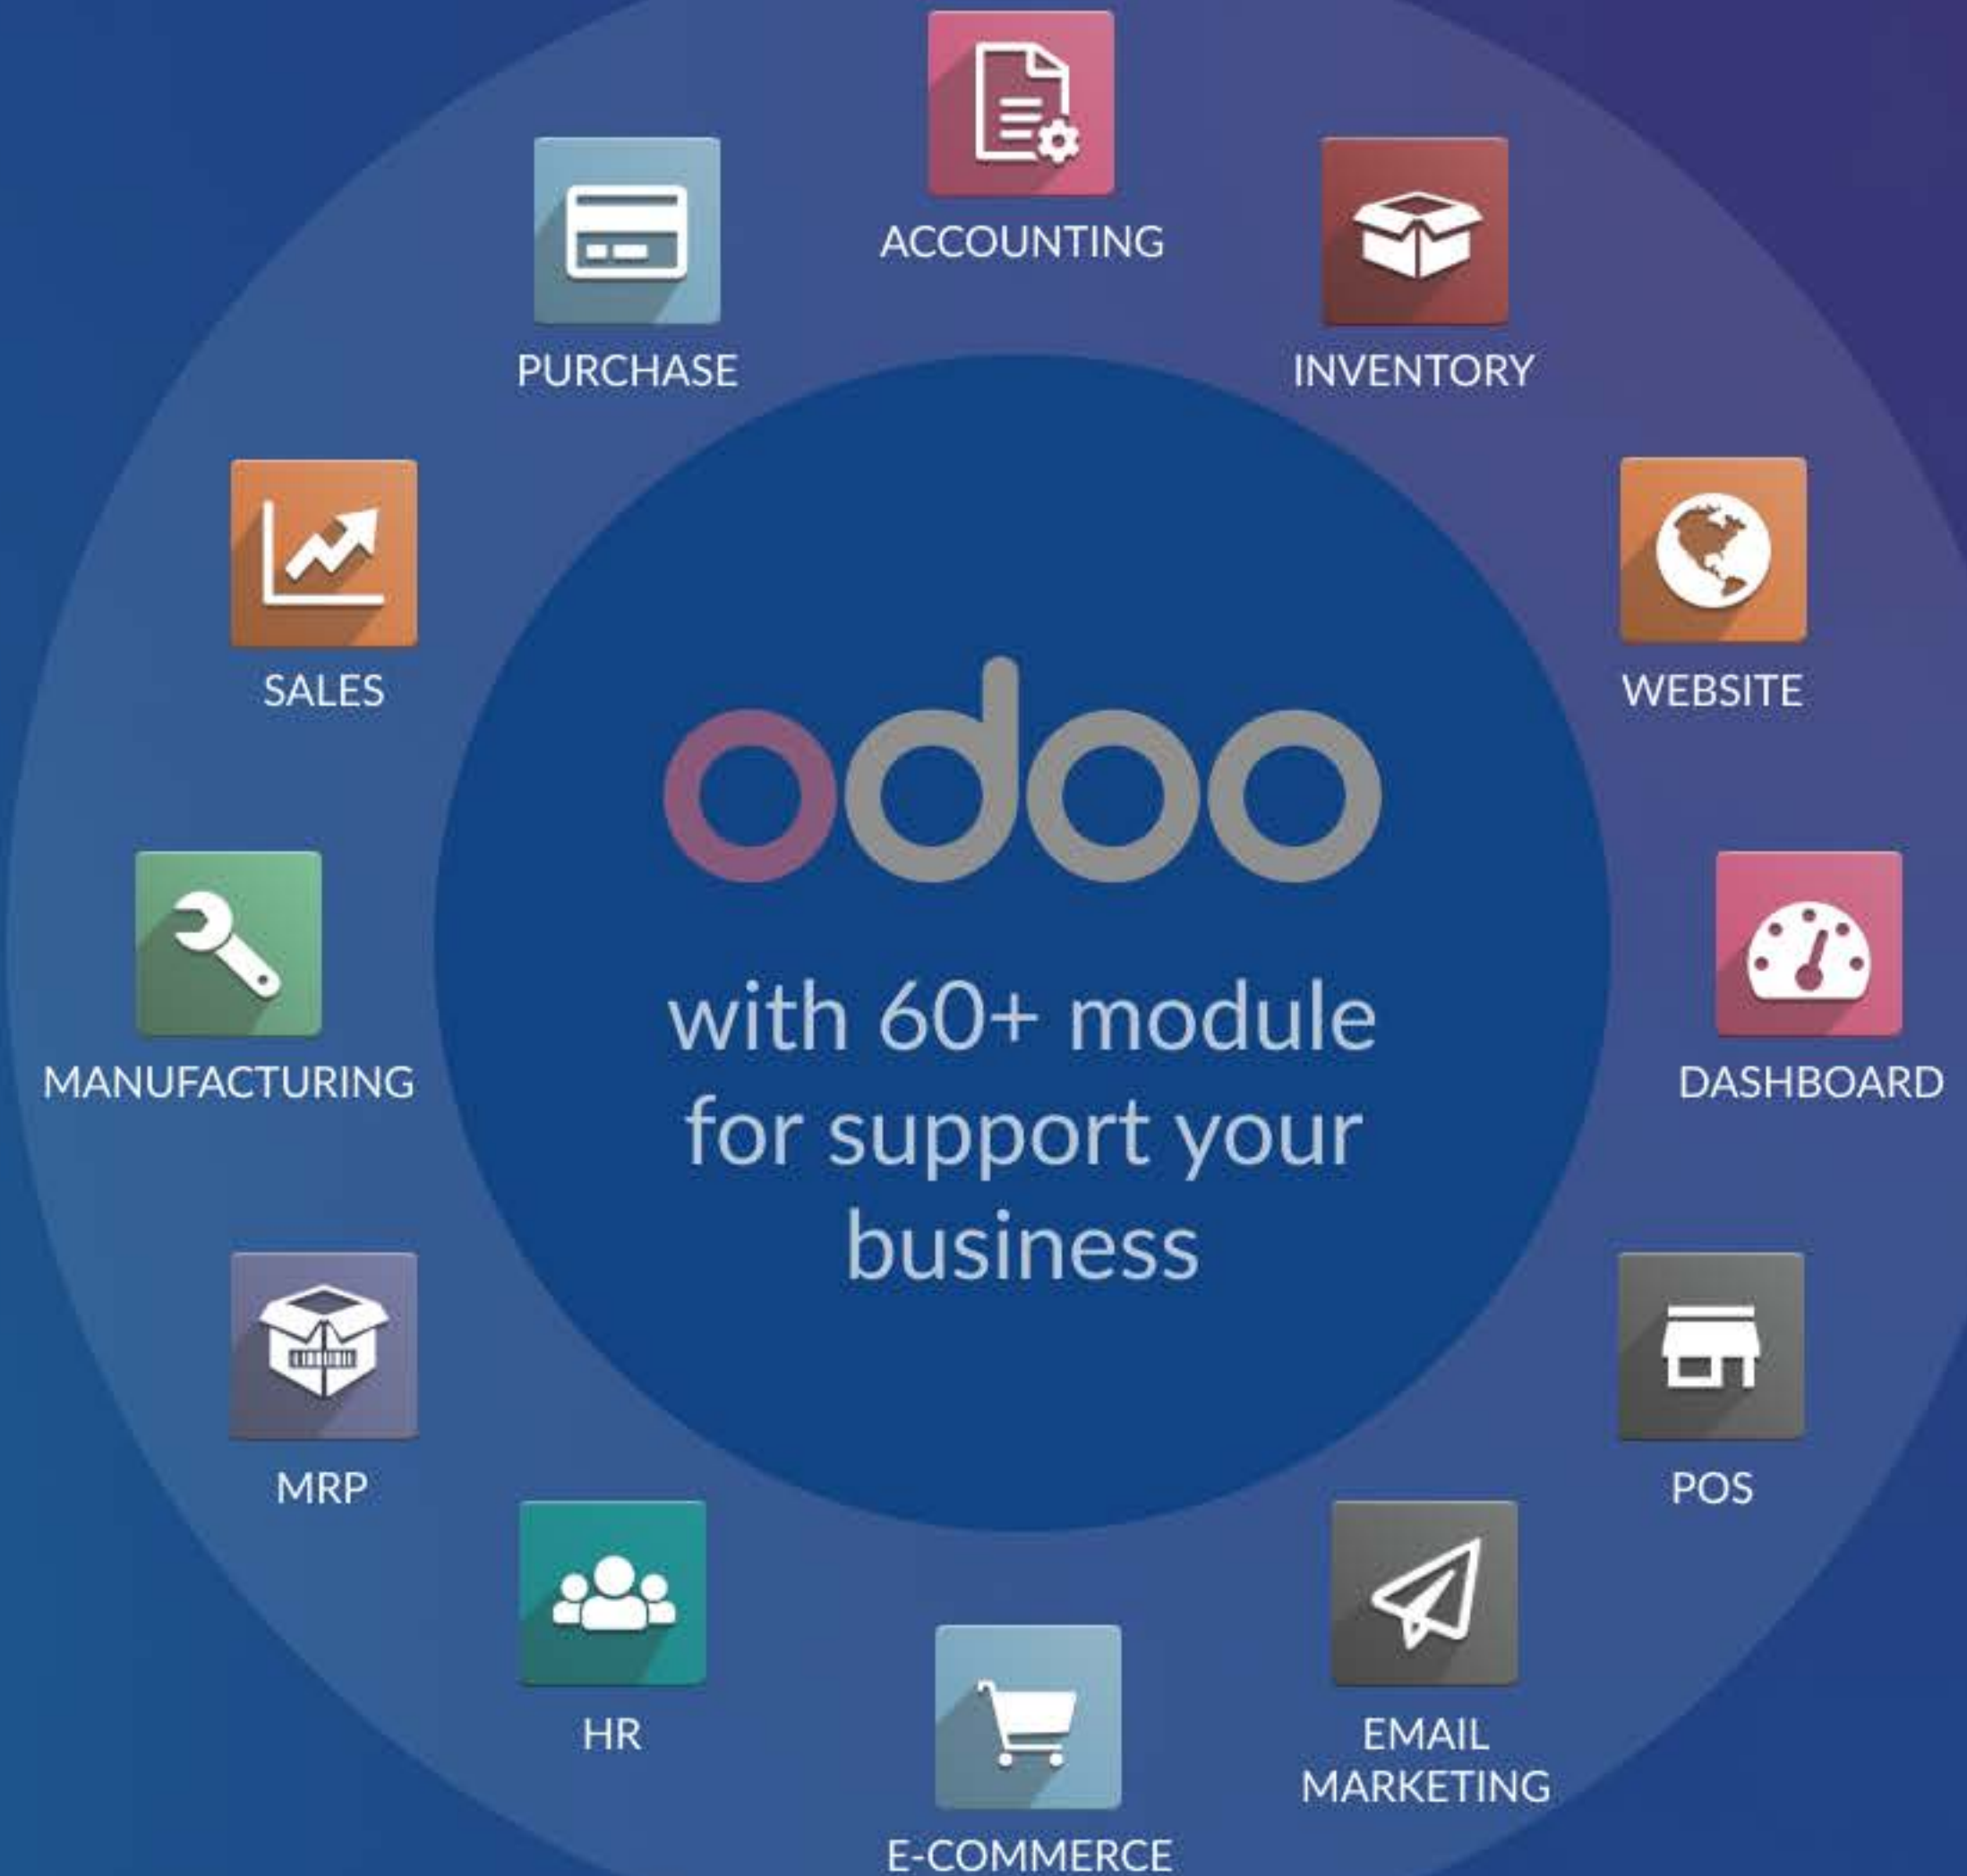 ACCOUNTING
PURCHASE
INVENTORY
SALES
WEBSITE
odoo
with 60+ module
for support your
business
MANUFACTURING
DASHBOARD
MRP
POS
HR
EMAIL
MARKETING
E-COMMERCE